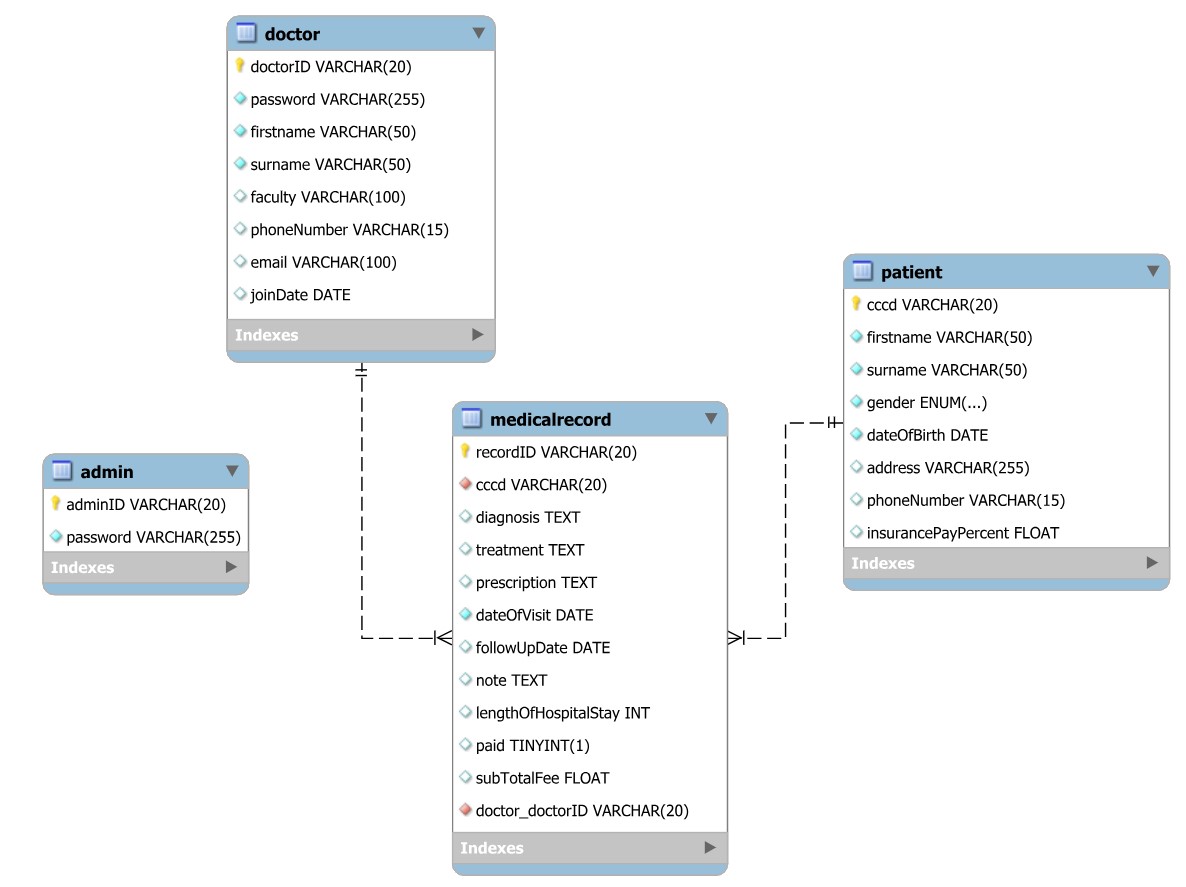 doctor
doctorID VARCHAR(20)
password VARCHAR(255)
firstname VARCHAR(50)
surname VARCHAR(50)
faculty VARCHAR(100)
phoneNumber VARCHAR(15)
email VARCHAR(100)
joinDate DATE
Indexes
admin
adminID VARCHAR(20)
password VARCHAR(255)
Indexes
medicalrecord
recordID VARCHAR(20)
cccd VARCHAR(20)
diagnosis TEXT
treatment TEXT
prescription TEXT
dateOfVisit DATE
followUpDate DATE
note TEXT
lengthOfHospitalStay INT
paid TINYINT(1)
subTotalFee FLOAT
doctor_doctorID VARCHAR(20)
Indexes
patient
cccd VARCHAR(20)
firstname VARCHAR(50)
surname VARCHAR(50)
gender ENUM(...)
dateOfBirth DATE
address VARCHAR(255)
phoneNumber VARCHAR(15)
insurancePayPercent FLOAT
Indexes